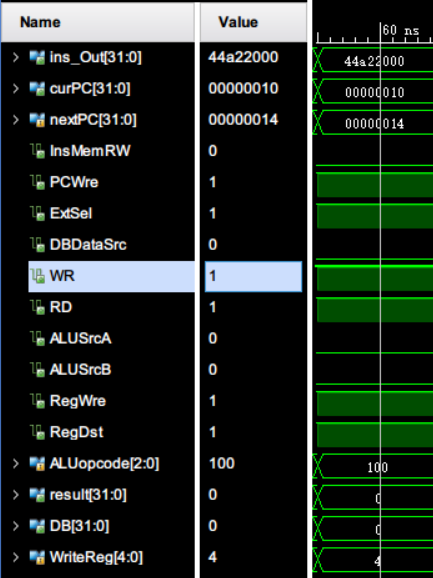 Name Value
60 ns
ins_Out[31:0] 44a22000 44a22000
curPC[31:0] 00000010 00000010
nextPC[31:0] 00000014 00000014
InsMemRW 0
PCWre 1
ExtSel 1
DBDataSrc 0
WR 1
RD 1
ALUSrcA 0
ALUSrcB 0
RegWre 1
RegDst 1
ALUopcode[2:0] 100 100
result[31:0] 0 0
DB[31:0] 0 0
WriteReg[4:0] 4 4